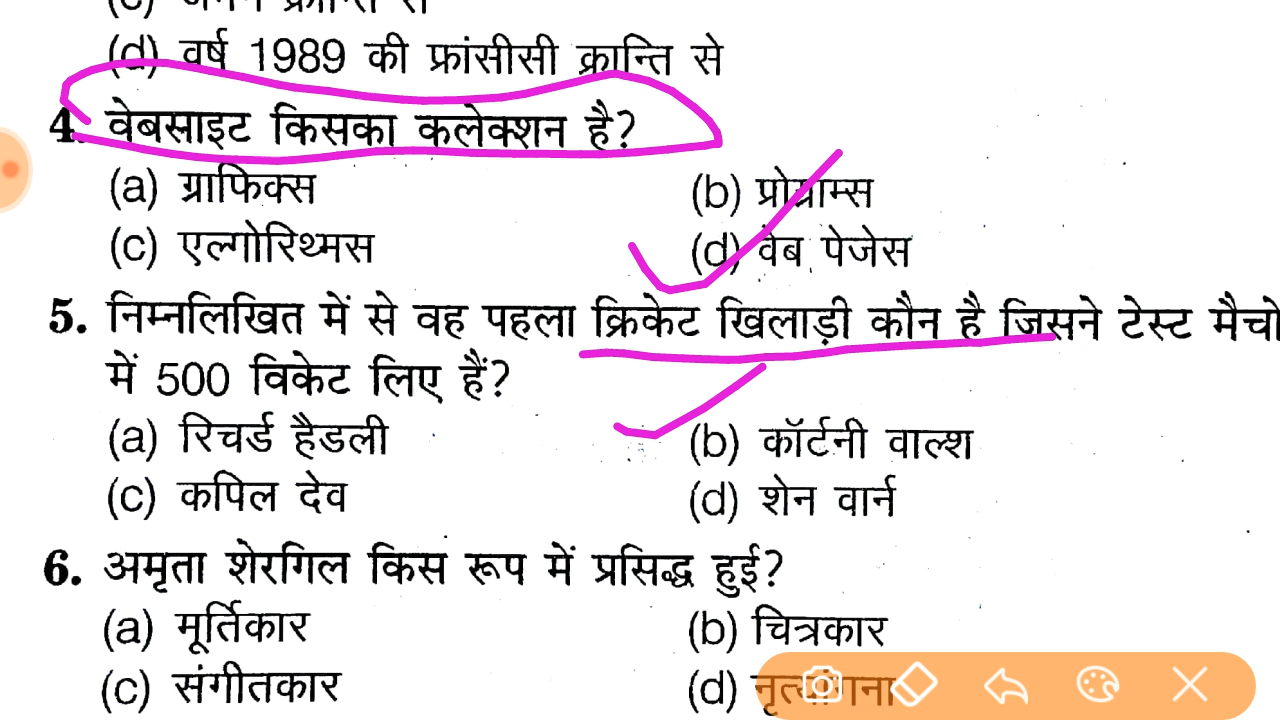 (d) वर्ष 1989 की फ्रांसीसी क्रान्ति से
4. वेबसाइट किसका कलेक्शन है?
(a) ग्राफिक्स (b) प्रोग्राम्स
(c) एल्गोरिथ्मस (d) वेब पेजेस
5. निम्नलिखित में से वह पहला क्रिकेट खिलाड़ी कौन है जिसने टेस्ट मैचो
में 500 विकेट लिए हैं?
(a) रिचर्ड हैडली (b) कॉर्टनी वाल्श
(c) कपिल देव (d) शेन वार्न
6. अमृता शेरगिल किस रूप में प्रसिद्ध हुई?
(a) मूर्तिकार (b) चित्रकार
(c) संगीतकार (d) नृत्यांगना